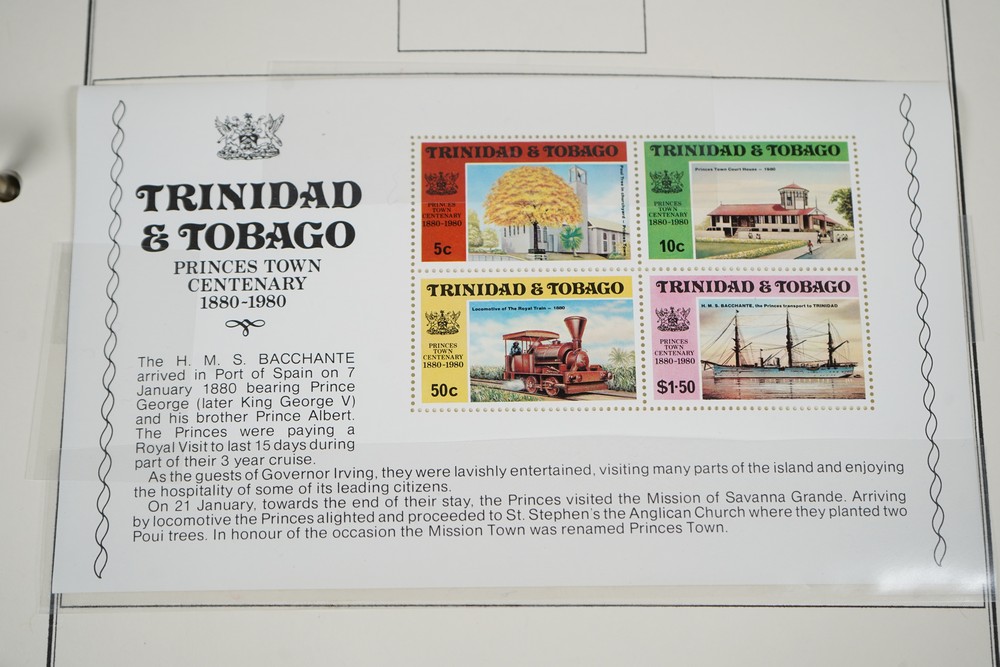 TRINIDAD
& TOBAGO
PRINCES TOWN
CENTENARY
1880-1980
The H. M. S. BACCHANTE
arrived in Port of Spain on 7
January 1880 bearing Prince
George (later King George V)
and his brother Prince Albert.
The Princes were paying a
Royal Visit to last 15 days during
part of their 3 year cruise.
As the guests of Governor Irving, they were lavishly entertained, visiting many parts of the island and enjoying
the hospitality of some of its leading citizens.
On 21 January, towards the end of their stay, the Princes visited the Mission of Savanna Grande. Arriving
by locomotive the Princes alighted and proceeded to St. Stephen's the Anglican Church where they planted two
Poui trees. In honour of the occasion the Mission Town was renamed Princes Town.
TRINIDAD & TOBAGO
PRINCES
TOWN
CENTENARY
1880-1980
5c
Poui Tree in churchyard
TRINIDAD & TOBAGO
Princes Town Court House – 1880
PRINCES
TOWN
CENTENARY
1880-1980
10c
TRINIDAD & TOBAGO
Locomotive of The Royal Train – 1880
PRINCES
TOWN
CENTENARY
1880-1980
50c
TRINIDAD & TOBAGO
H. M. S. BACCHANTE, the Princes transport to TRINIDAD
PRINCES
TOWN
CENTENARY
1880-1980
$1·50